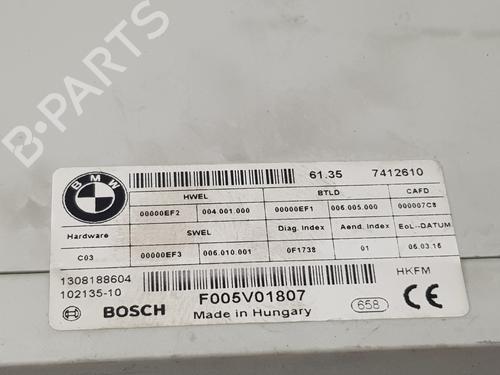 B-PARTS
BMW
61.35 7412610
HWEL BTLD CAFD
00000EF2 004.001.000 00000EF1 006.005.000 000007C8
Hardware SWEL Diag. Index Aend. Index EoL.-DATUM
C03 00000EF3 006.010.001 0F1738 01 06.03.16
1308188604
102135-10
HKFM
BOSCH F005V01807 658 CE
Made in Hungary